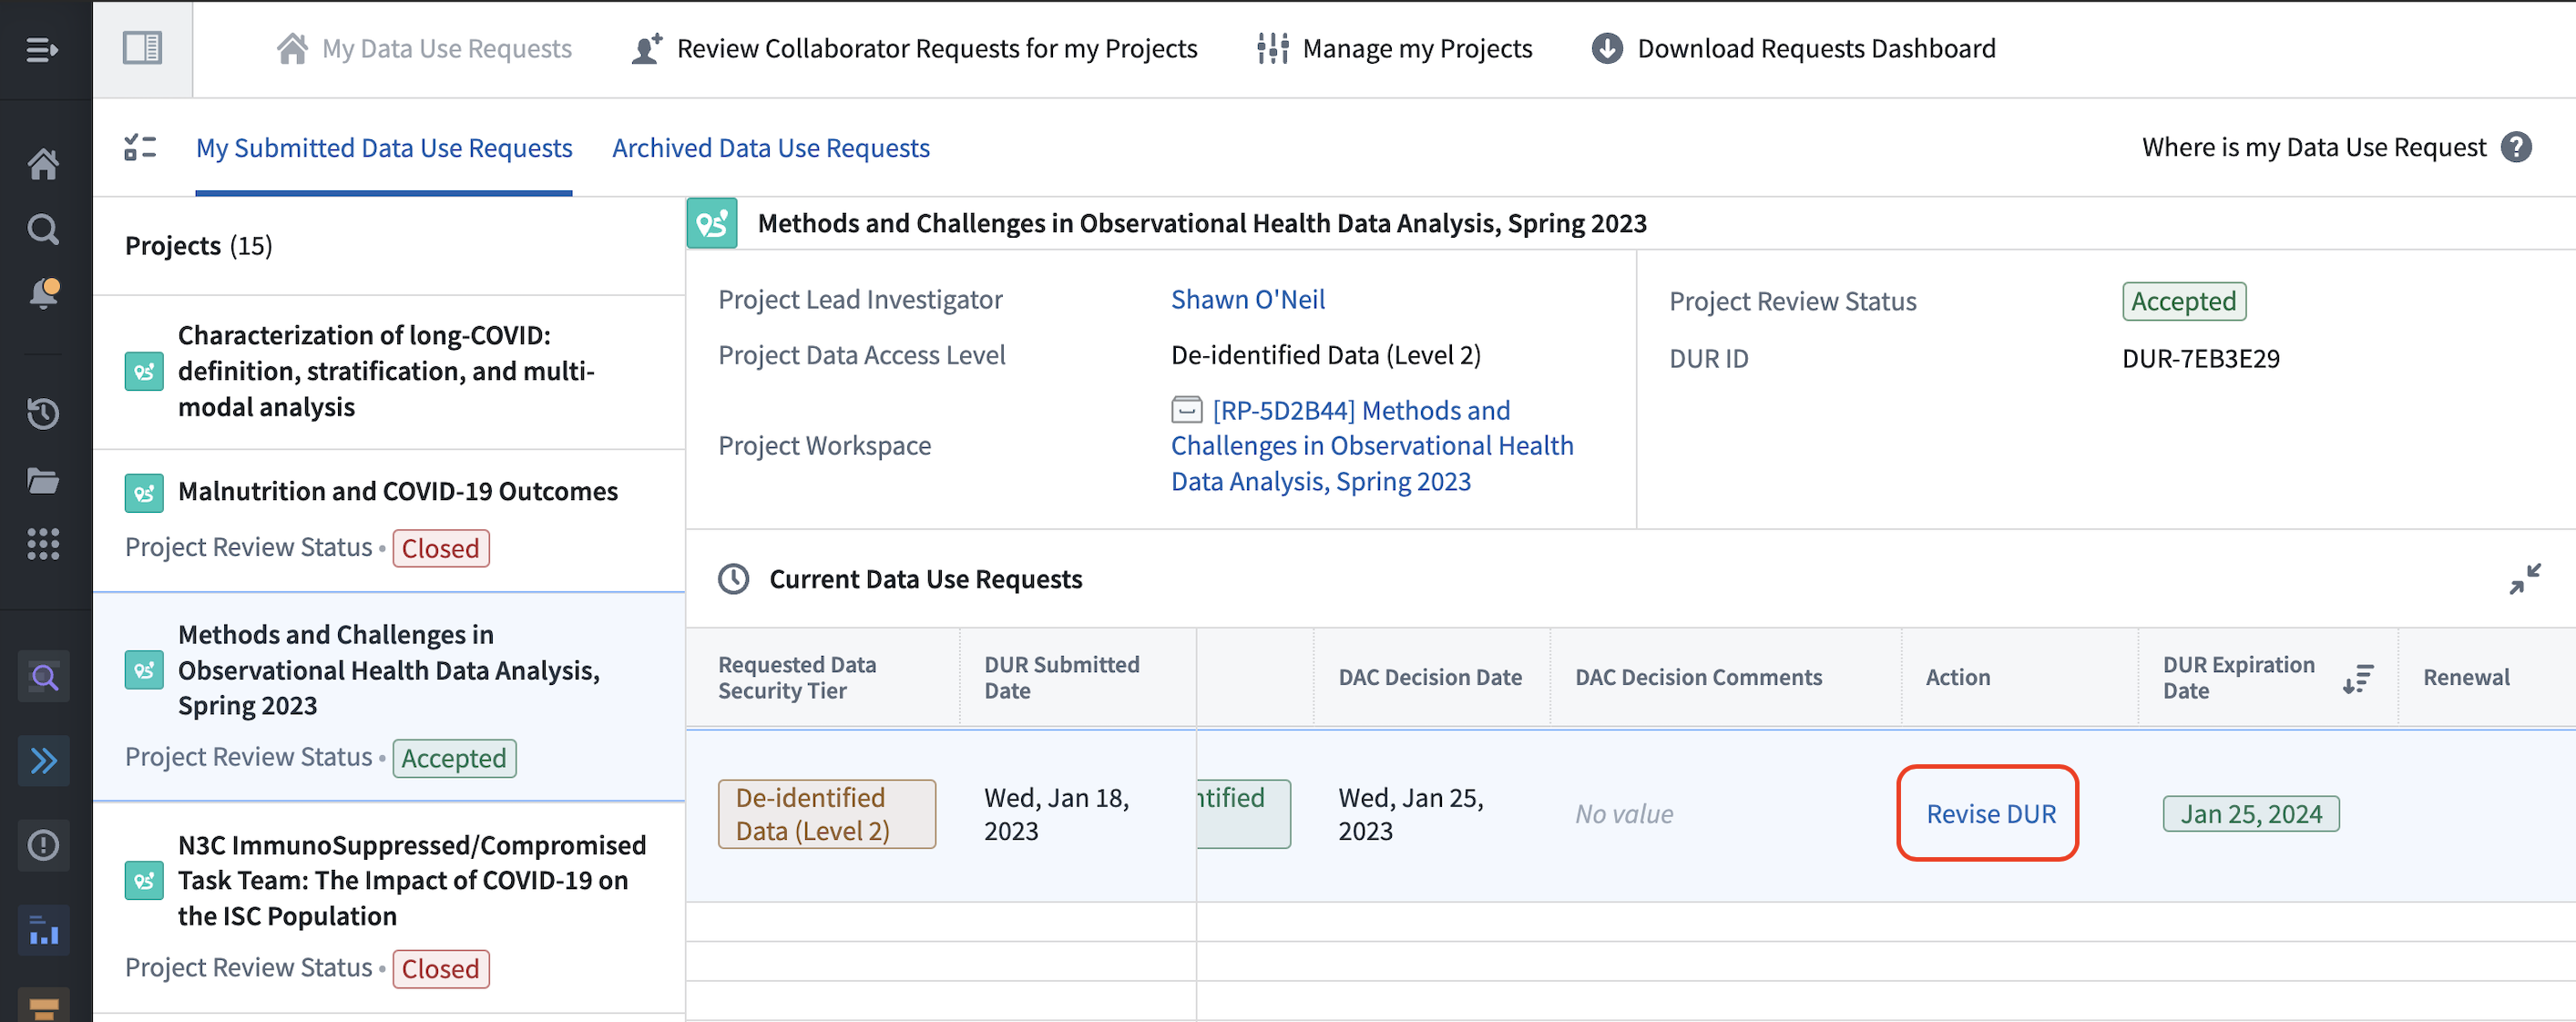 My Data Use Requests
Review Collaborator Requests for my Projects
Manage my Projects
Download Requests Dashboard
My Submitted Data Use Requests
Archived Data Use Requests
Where is my Data Use Request
Projects (15)
Characterization of long-COVID:
definition, stratification, and multi-
modal analysis
Malnutrition and COVID-19 Outcomes
Project Review Status • Closed
Methods and Challenges in
Observational Health Data Analysis,
Spring 2023
Project Review Status • Accepted
N3C ImmunoSuppressed/Compromised
Task Team: The Impact of COVID-19 on
the ISC Population
Project Review Status • Closed
Methods and Challenges in Observational Health Data Analysis, Spring 2023
Project Lead Investigator
Shawn O'Neil
Project Data Access Level
De-identified Data (Level 2)
Project Workspace
[RP-5D2B44] Methods and
Challenges in Observational Health
Data Analysis, Spring 2023
Project Review Status
Accepted
DUR ID
DUR-7EB3E29
Current Data Use Requests
Requested Data
Security Tier
DUR Submitted
Date
DAC Decision Date
DAC Decision Comments
Action
DUR Expiration
Date
Renewal
De-identified
Data (Level 2)
Wed, Jan 18,
2023
ntified
Wed, Jan 25,
2023
No value
Revise DUR
Jan 25, 2024